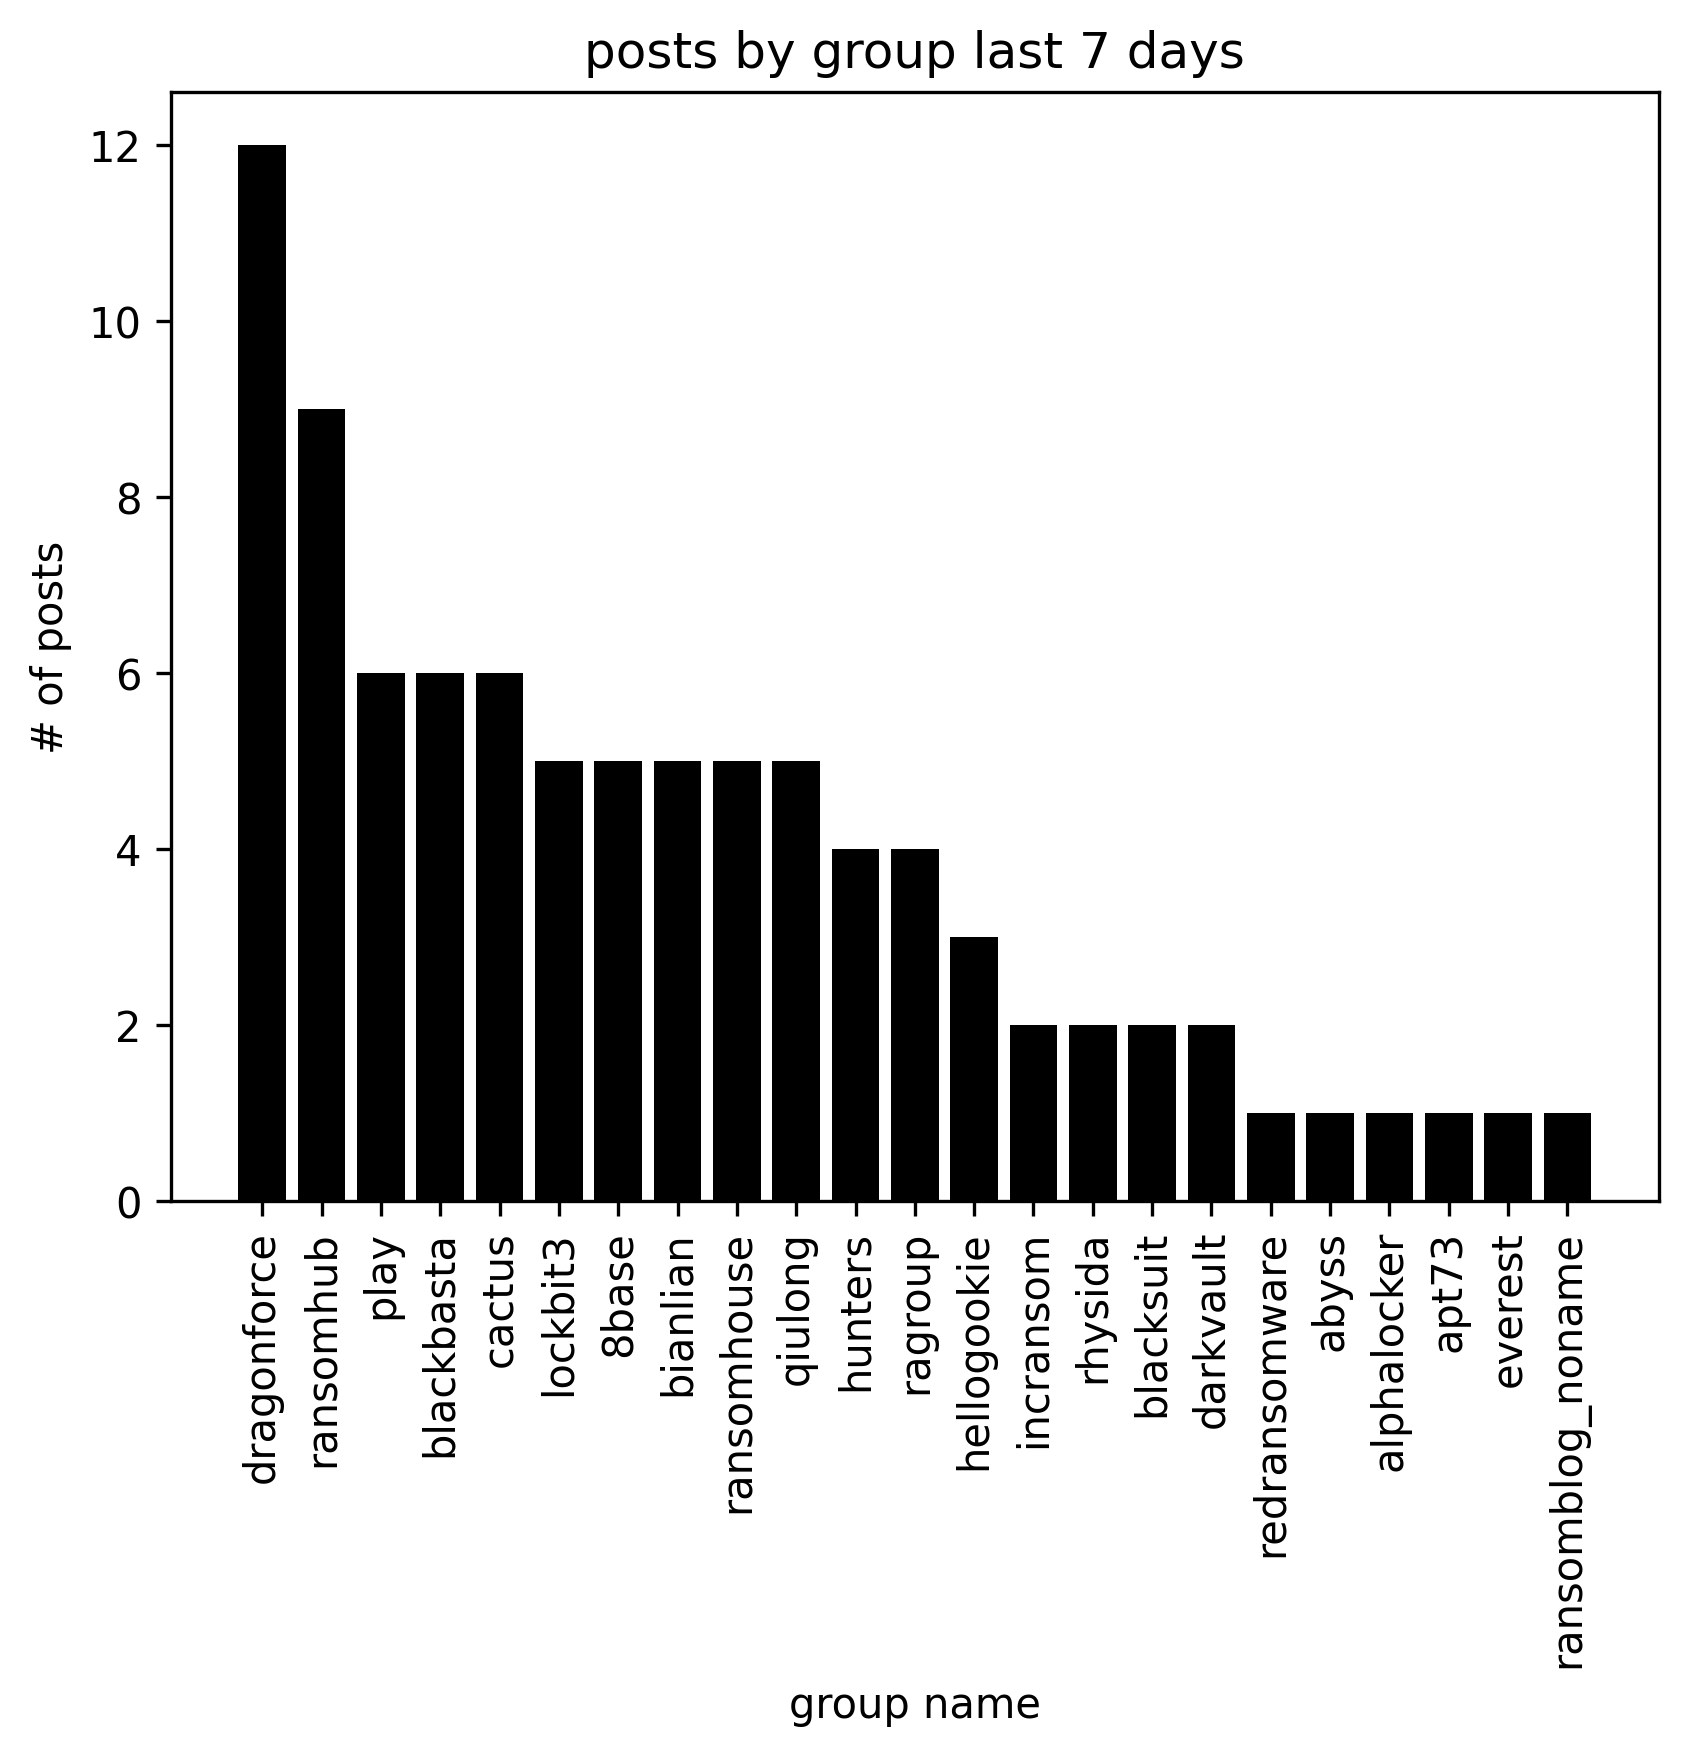 posts by group last 7 days
12
10
8
6
4
2
0
# of posts
dragonforce
ransomhub
play
blackbasta
cactus
lockbit3
8base
bianlian
ransomhouse
qiulong
hunters
ragroup
hellogookie
incransom
rhysida
blacksuit
darkvault
redransomware
abyss
alphalocker
apt73
everest
ransomblog_noname
group name